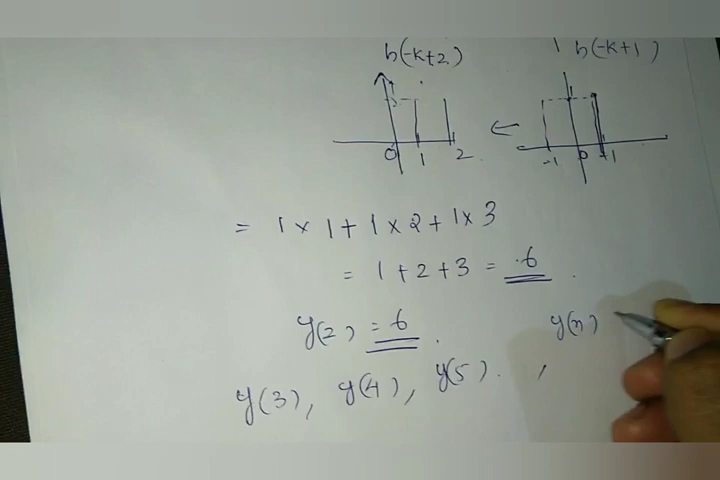 h(-k+2)
h(-k+1)
0 1 2
-1 0 +1
= 1 × 1 + 1 × 2 + 1 × 3
= 1 + 2 + 3 = 6
y(2) = 6. y(n)
y(3), y(4), y(5). ,